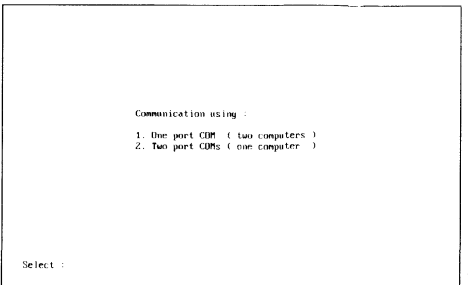 Communication using :
1. One port COM ( two computers )
2. Two port COMs ( one computer )
Select :